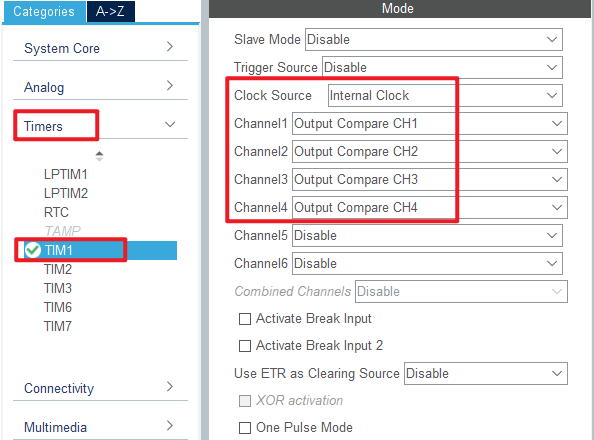 Categories A->Z
System Core
Analog
Timers
LPTIM1
LPTIM2
RTC
TAMP
TIM1
TIM2
TIM3
TIM6
TIM7
Connectivity
Multimedia
Mode
Slave Mode Disable
Trigger Source Disable
Clock Source Internal Clock
Channel1 Output Compare CH1
Channel2 Output Compare CH2
Channel3 Output Compare CH3
Channel4 Output Compare CH4
Channel5 Disable
Channel6 Disable
Combined Channels Disable
Activate Break Input
Activate Break Input 2
Use ETR as Clearing Source Disable
XOR activation
One Pulse Mode